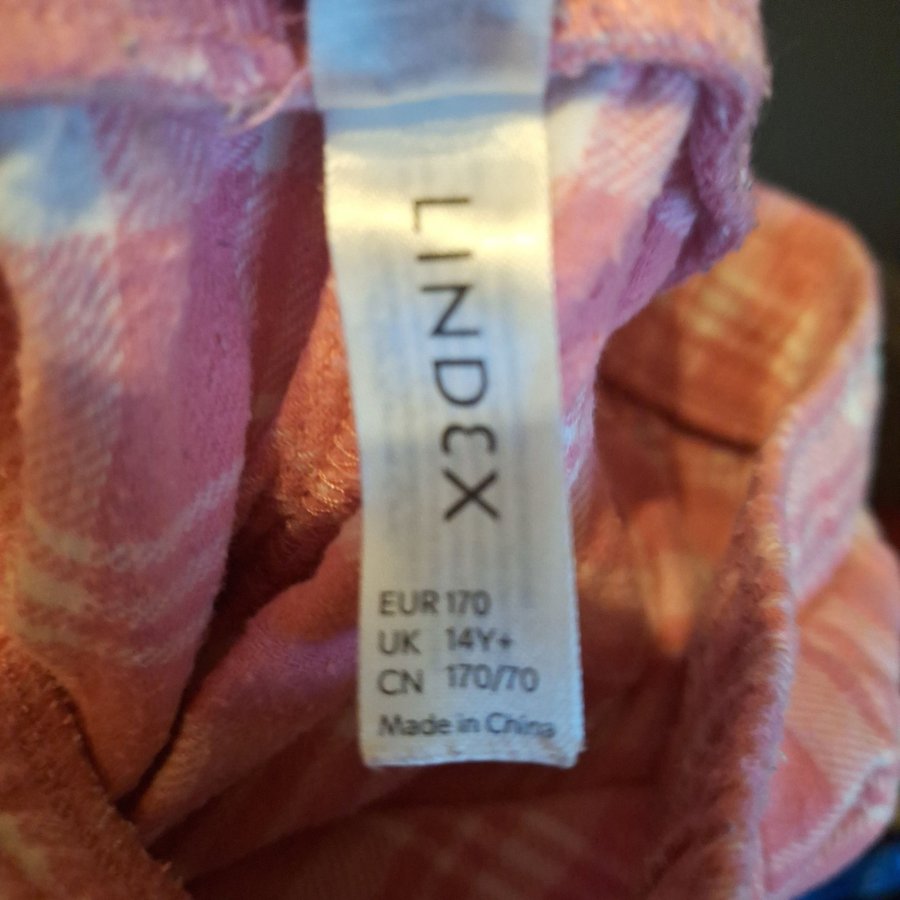 LINDEX
EUR 170
UK 14Y+
CN 170/70
Made in China